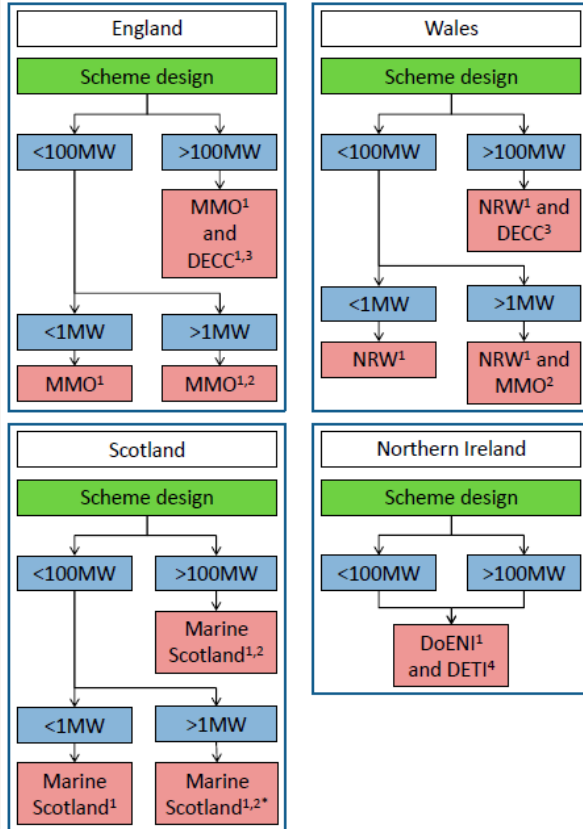 England
Scheme design
<100MW
>100MW
MMO¹
and
DECC¹,³
<1MW
>1MW
MMO¹
MMO¹,²
Wales
Scheme design
<100MW
>100MW
NRW¹ and
DECC³
<1MW
>1MW
NRW¹
NRW¹ and
MMO²
Scotland
Scheme design
<100MW
>100MW
Marine
Scotland¹,²
<1MW
>1MW
Marine
Scotland¹
Marine
Scotland¹,²*
Northern Ireland
Scheme design
<100MW
>100MW
DoENI¹
and DETI⁴